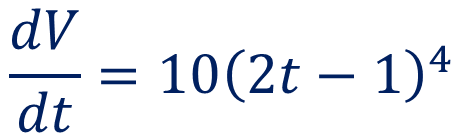 dV/dt = 10(2t − 1)⁴